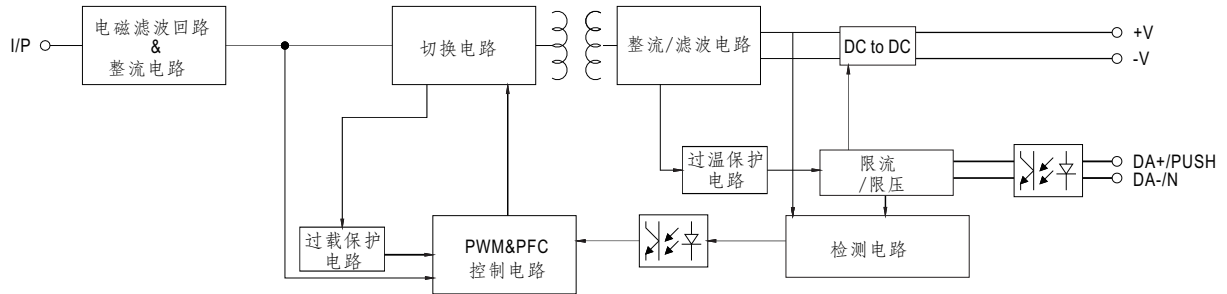 I/P
电磁滤波回路
&
整流电路
切换电路
整流/滤波电路
DC to DC
+V
-V
过温保护
电路
限流
/限压
DA+/PUSH
DA-/N
过载保护
电路
PWM&PFC
控制电路
检测电路